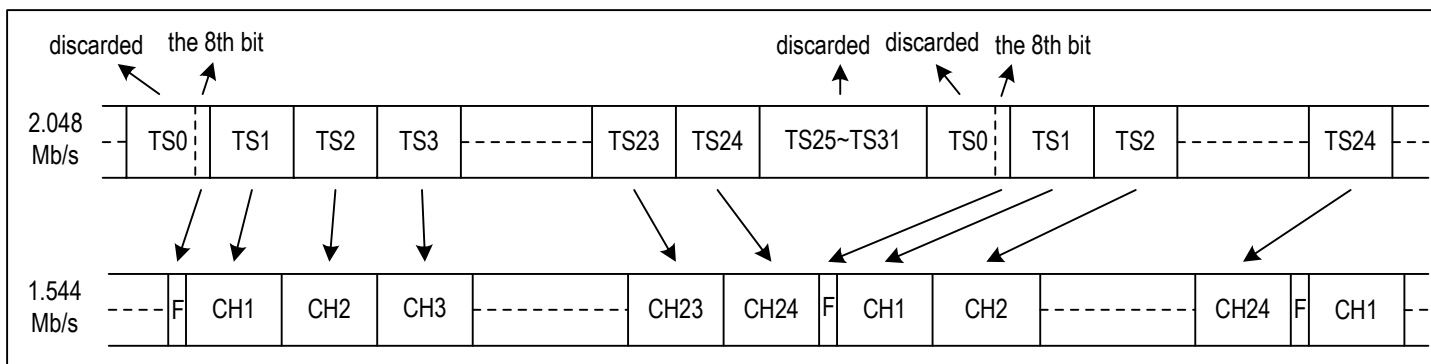 discarded the 8th bit discarded discarded the 8th bit
2.048
Mb/s
TS0 TS1 TS2 TS3 TS23 TS24 TS25~TS31 TS0 TS1 TS2 TS24
1.544
Mb/s
F CH1 CH2 CH3 CH23 CH24 F CH1 CH2 CH24 F CH1